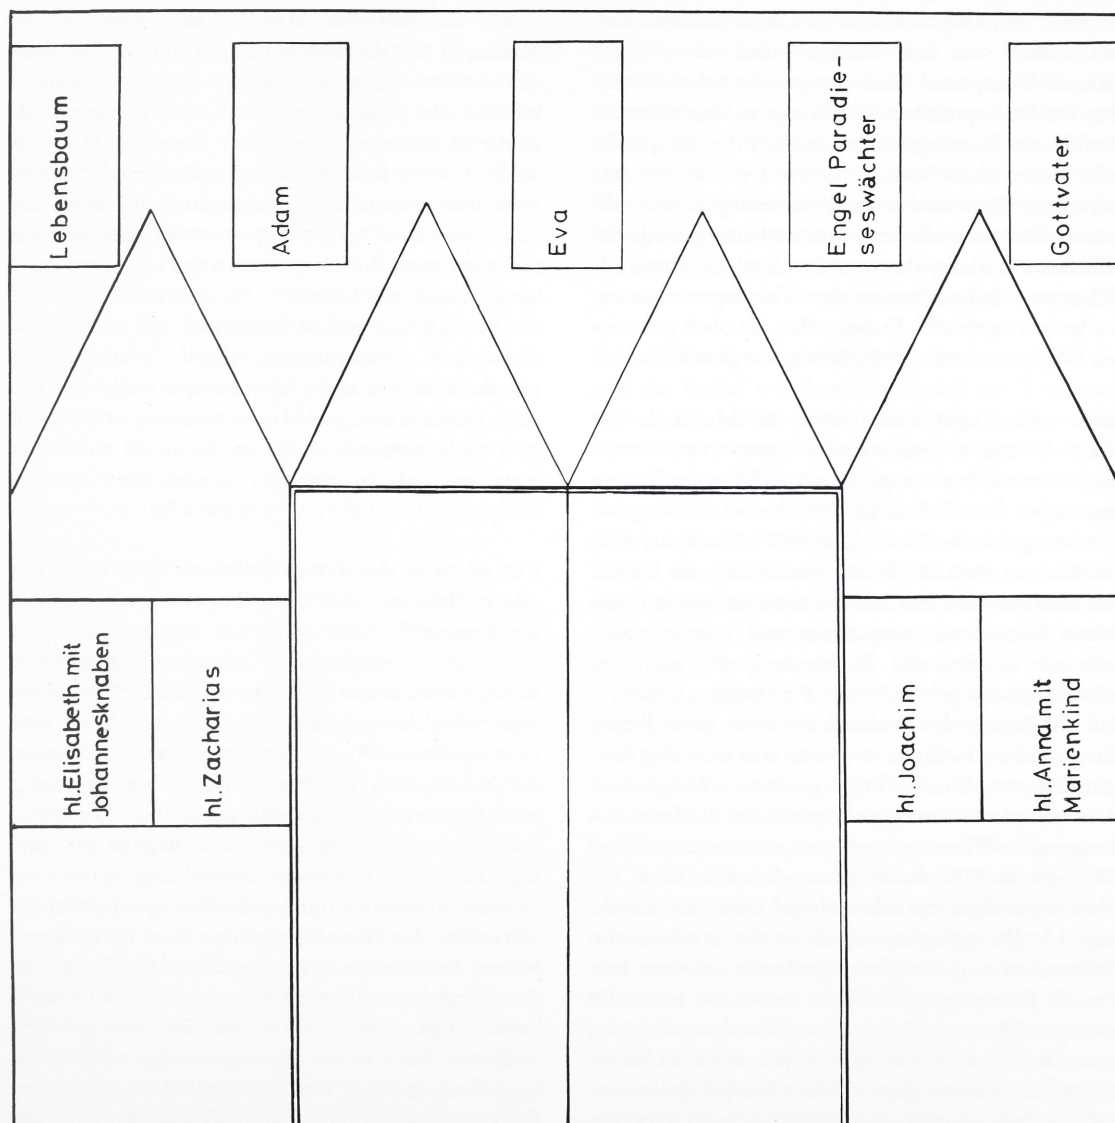 Lebensbaum
Adam
Eva
Engel Paradie-
seswächter
Gottvater
hl.Elisabeth mit
Johannesknaben
hl.Zacharias
hl.Joachim
hl.Anna mit
Marienkind